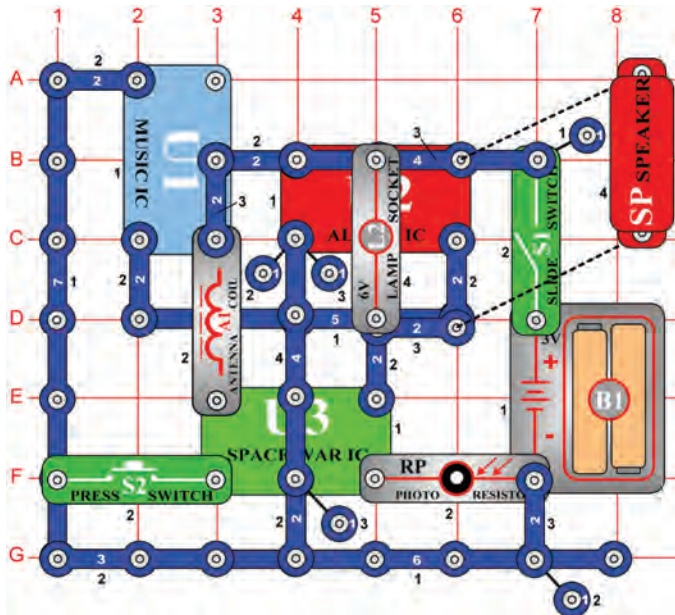 1 2 3 4 5 6 7 8
A
B
C
D
E
F
G
2
2
MUSIC IC
U1
1
2
2
3
4
1
1
SP SPEAKER
4
2
3
1
AL IC
L2
6V
LAMP SOCKET
4
S1
SLIDE SWITCH
2
7
1
2
2
A1
ANTENNA COIL
2
1
2
1
3
2
2
5
1
2
3
4
4
2
2
3V
+
-
B1
1
U3
SPACE WAR IC
1
S2
PRESS SWITCH
2
RP
PHOTO RESISTO
2
2
2
1
3
2
3
3
2
6
1
1
2